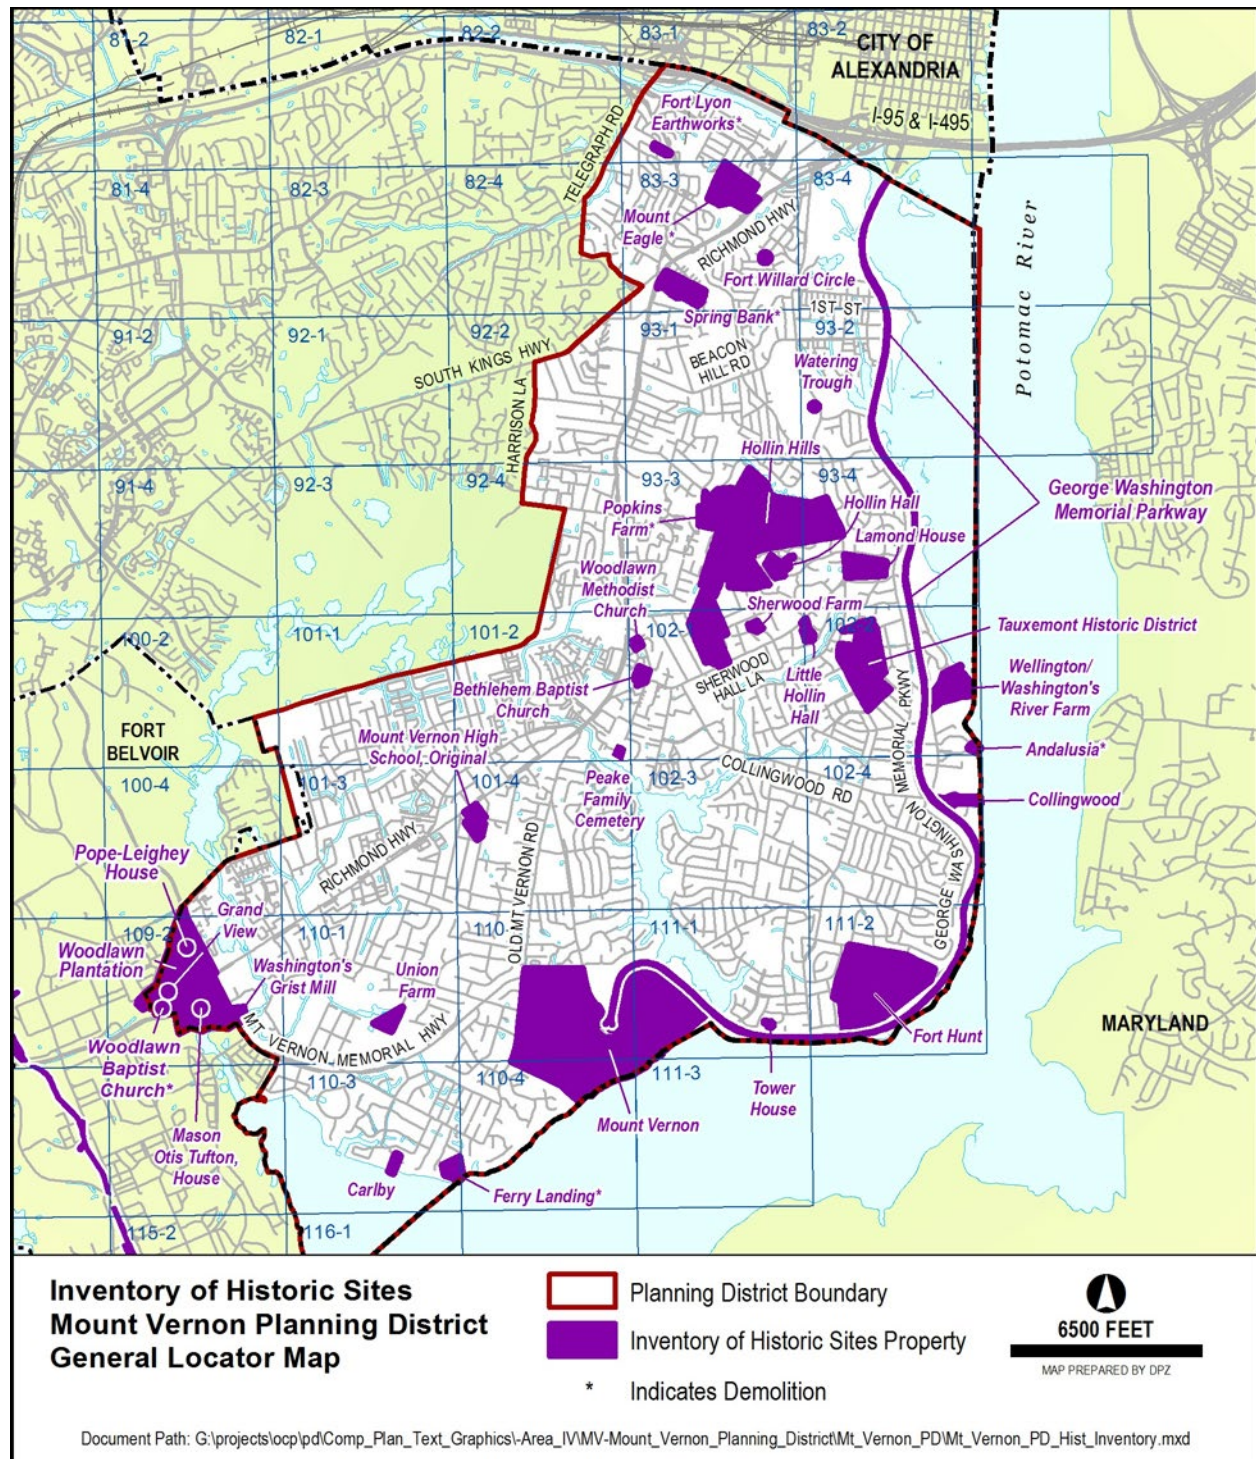 81-2
82-1
82-2
83-1
83-2
CITY OF
ALEXANDRIA
I-95 & I-495
Fort Lyon
Earthworks*
TELEGRAPH RD
81-4
82-3
82-4
83-3
83-4
Mount
Eagle *
RICHMOND HWY
Fort Willard Circle
Potomac River
Spring Bank*
1ST ST
91-2
92-1
92-2
93-1
93-2
SOUTH KINGS HWY
BEACON
HILL RD
Watering
Trough
HARRISON LA
Hollin Hills
91-4
92-3
92-4
93-3
93-4
George Washington
Memorial Parkway
Popkins
Farm*
Hollin Hall
Lamond House
Woodlawn
Methodist
Church
Sherwood Farm
100-2
101-1
101-2
102-
102-2
Tauxemont Historic District
SHERWOOD
HALL LA
Little
Hollin
Hall
Wellington/
Washington's
River Farm
Bethlehem Baptist
Church
MEMORIAL PKWY
FORT
BELVOIR
Mount Vernon High
School, Original
Andalusia*
100-4
101-3
101-4
102-3
102-4
COLLINGWOOD RD
Peake
Family
Cemetery
Collingwood
Pope-Leighey
House
RICHMOND HWY
OLD MT VERNON RD
GEORGE WASHINGTON
Grand
View
109-2
110-1
110-
111-1
111-2
Woodlawn
Plantation
Washington's
Grist Mill
Union
Farm
MT VERNON MEMORIAL HWY
Fort Hunt
MARYLAND
Woodlawn
Baptist
Church*
110-3
110-4
111-3
Tower
House
Mount Vernon
Mason
Otis Tufton,
House
Carlby
Ferry Landing*
115-2
116-1
Inventory of Historic Sites
Mount Vernon Planning District
General Locator Map
Planning District Boundary
Inventory of Historic Sites Property
* Indicates Demolition
6500 FEET
MAP PREPARED BY DPZ
Document Path: G:\projects\ocp\pd\Comp_Plan_Text_Graphics\-Area_IV\MV-Mount_Vernon_Planning_District\Mt_Vernon_PD\Mt_Vernon_PD_Hist_Inventory.mxd